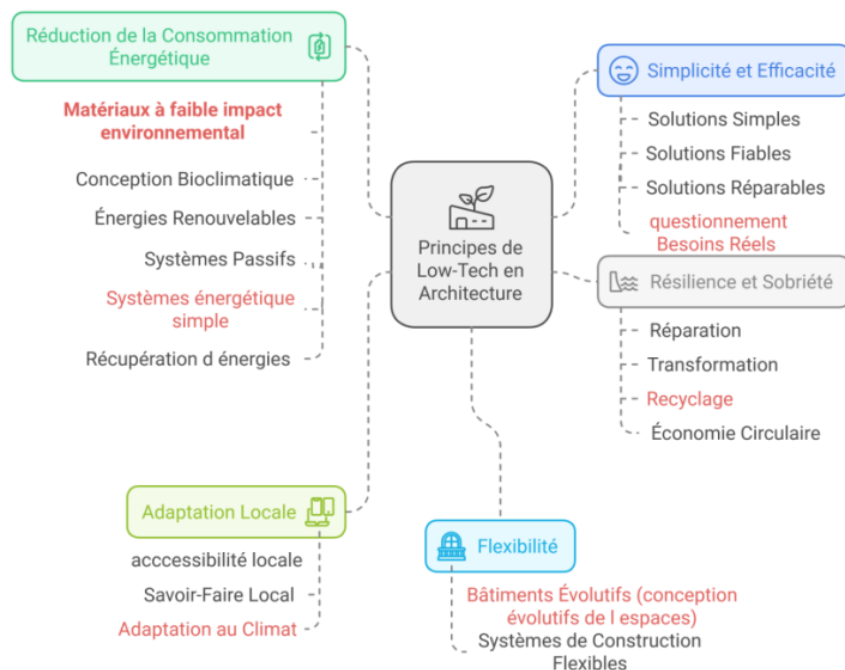 Réduction de la Consommation
Énergétique
Matériaux à faible impact
environnemental
Conception Bioclimatique
Énergies Renouvelables
Systèmes Passifs
Systèmes énergétique
simple
Récupération d énergies
Principes de
Low-Tech en
Architecture
Simplicité et Efficacité
Solutions Simples
Solutions Fiables
Solutions Réparables
questionnement
Besoins Réels
Résilience et Sobriété
Réparation
Transformation
Recyclage
Économie Circulaire
Adaptation Locale
acccessibilité locale
Savoir-Faire Local
Adaptation au Climat
Flexibilité
Bâtiments Évolutifs (conception
évolutifs de l espaces)
Systèmes de Construction
Flexibles